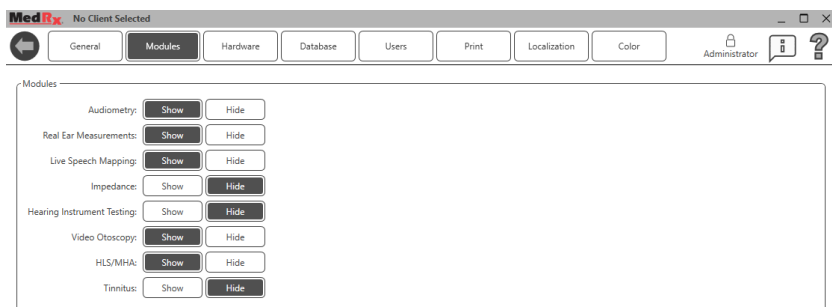 MedRx No Client Selected
General Modules Hardware Database Users Print Localization Color Administrator
Modules
Audiometry: Show Hide
Real Ear Measurements: Show Hide
Live Speech Mapping: Show Hide
Impedance: Show Hide
Hearing Instrument Testing: Show Hide
Video Otoscopy: Show Hide
HLS/MHA: Show Hide
Tinnitus: Show Hide